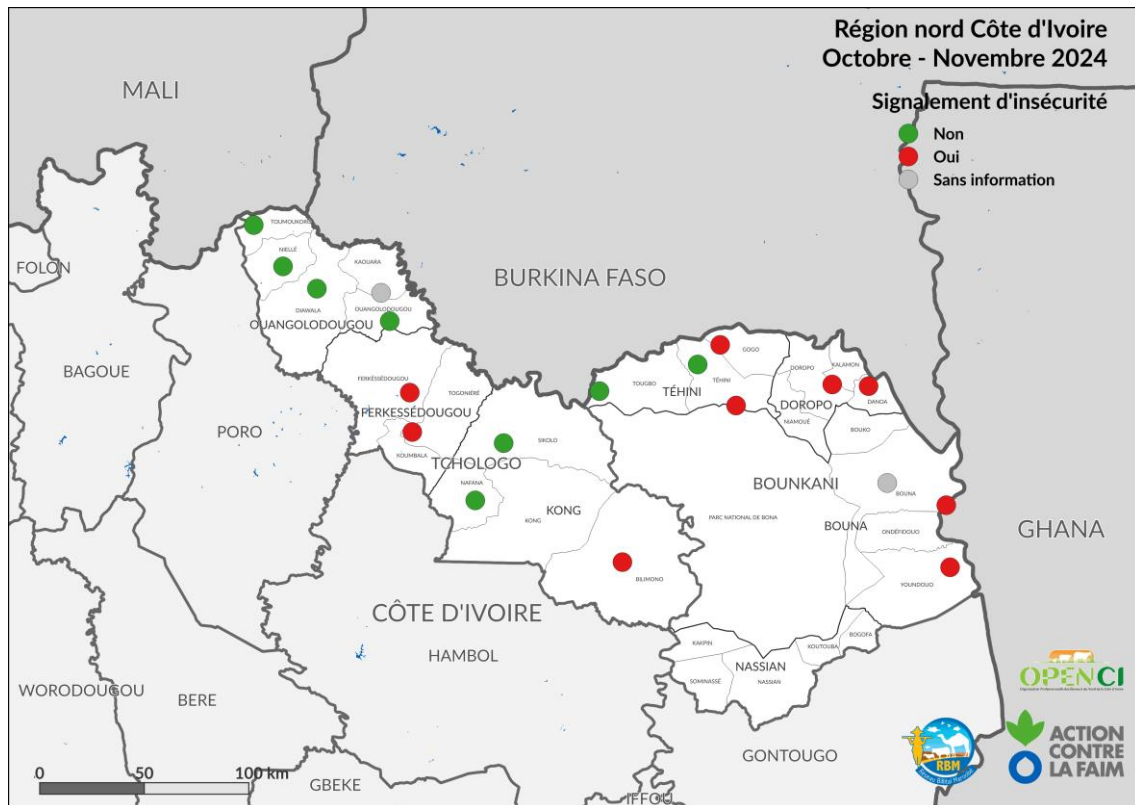 Région nord Côte d'Ivoire
Octobre - Novembre 2024
Signalement d'insécurité
Non
Oui
Sans information
MALI
BURKINA FASO
GHANA
CÔTE D'IVOIRE
FOLON
BAGOUE
PORO
WORODOUGOU
BERE
HAMBOL
GBEKE
IFFOU
GONTOUGO
TOUMOUKORO
NIELLÉ
KAOUARA
DIAWALA
OUANGOLODOUGOU
OUANGOLODOUGOU
FERKÉSSÉDOUGOU
TOGONIÉRÉ
FERKESSÉDOUGOU
KOUMBALA
TCHOLOGO
SIKOLO
NAFANA
KONG
KONG
BILIMONO
TOUGBO
TÉHINI
TÉHINI
GOGO
DOROPO
KALAMON
DOROPO
DANOA
NIAMOUÉ
BOUKO
BOUNKANI
BOUNA
PARC NATIONAL DE BONA
BOUNA
ONDÉFIDOUO
YOUNDOUO
KAKPIN
NASSIAN
KOUTOUBA
BOGOFA
SOMINASSÉ
NASSIAN
OPENCI
RBM
ACTION
CONTRE
LA FAIM
0 50 100 km